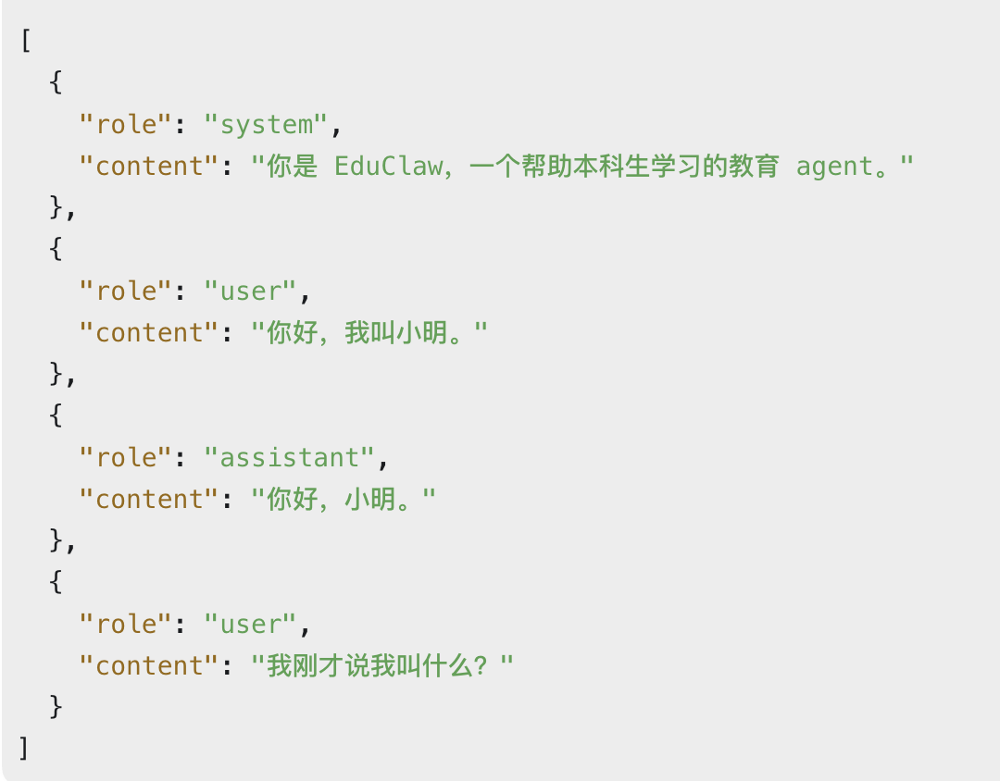 [
  {
    "role": "system",
    "content": "你是 EduClaw，一个帮助本科生学习的教育 agent。"
  },
  {
    "role": "user",
    "content": "你好，我叫小明。"
  },
  {
    "role": "assistant",
    "content": "你好，小明。"
  },
  {
    "role": "user",
    "content": "我刚才说我叫什么？"
  }
]